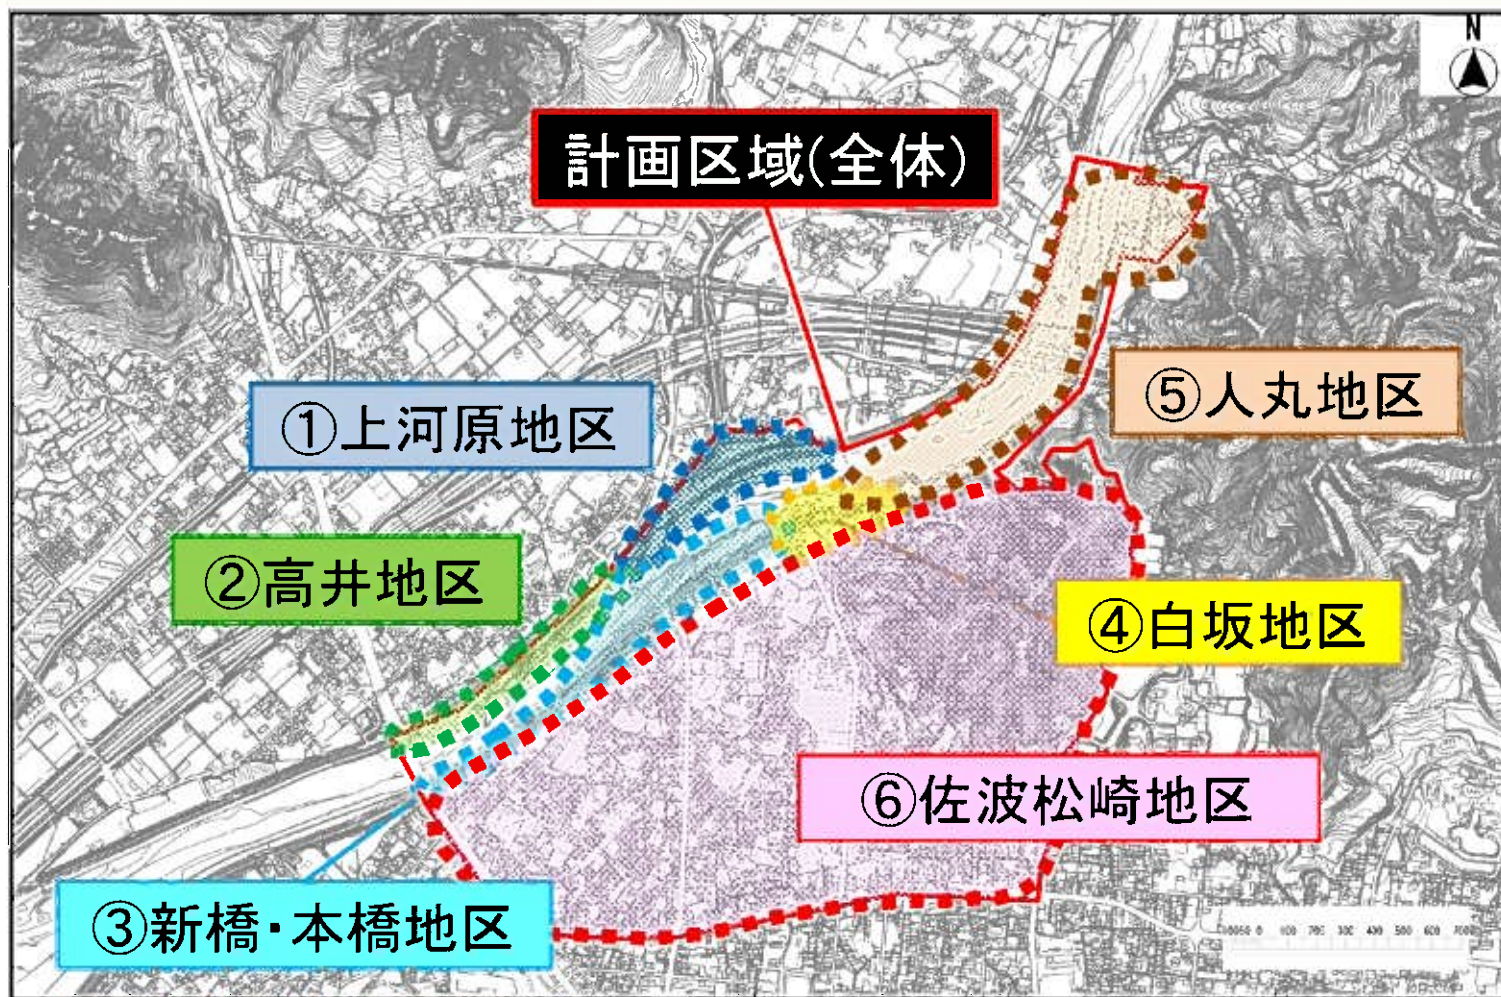 N
計画区域(全体)
①上河原地区
⑤人丸地区
②高井地区
④白坂地区
⑥佐波松崎地区
③新橋・本橋地区